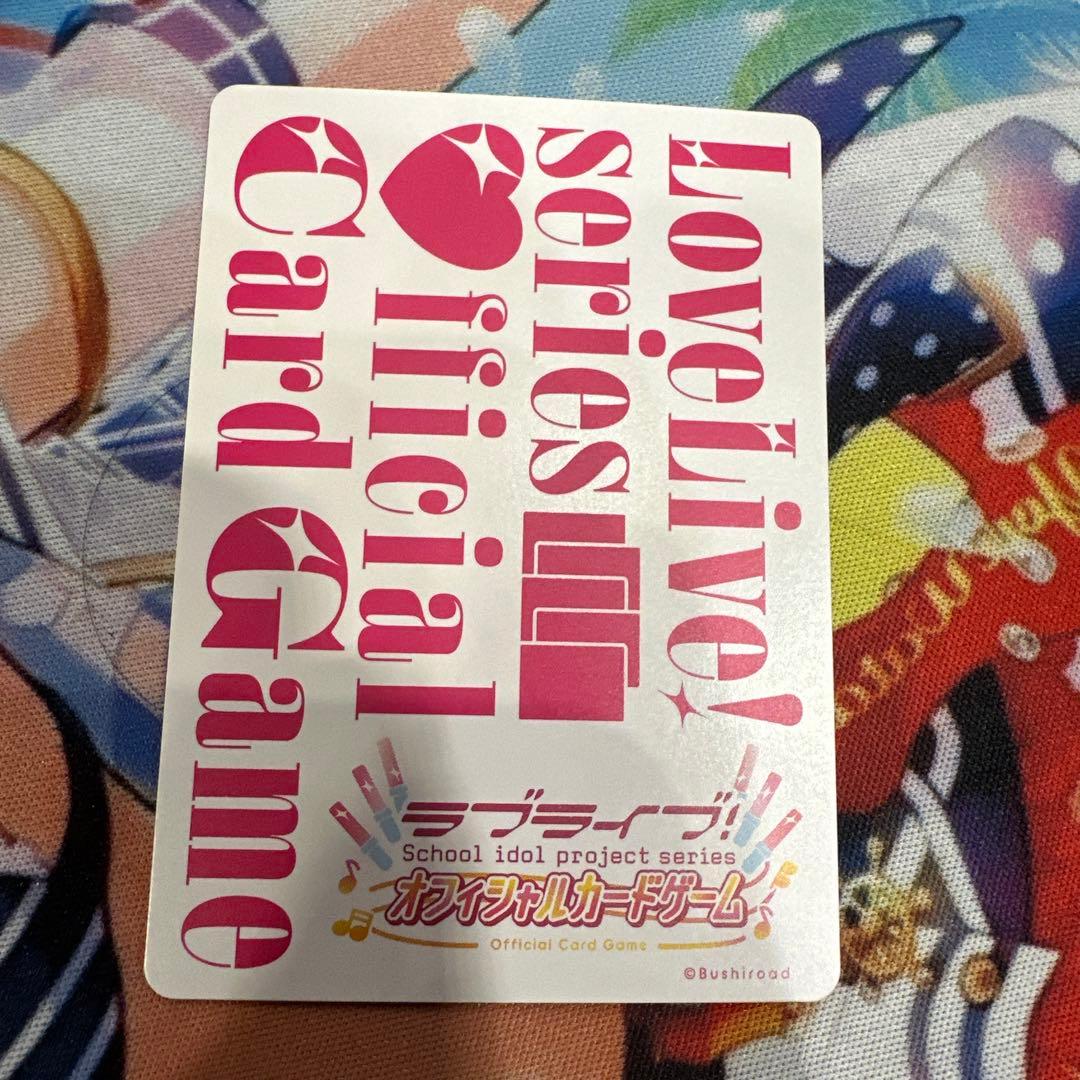 LoveLive!
series
♥fficial
Card Game
ラブライブ!
School idol project series
オフィシャルカードゲーム
Official Card Game
©Bushiroad